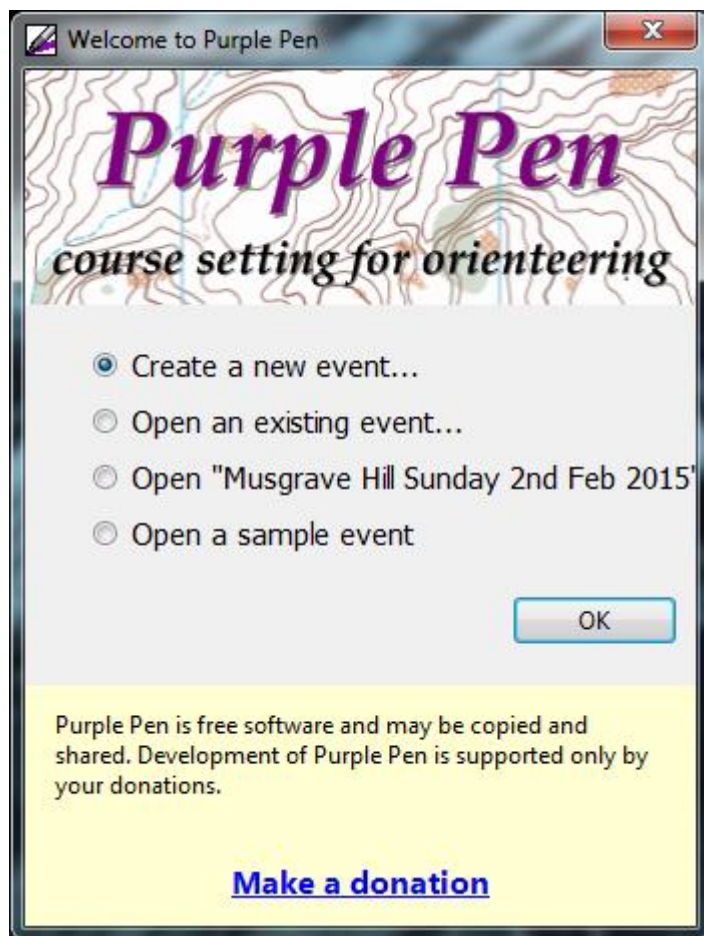 Welcome to Purple Pen
Purple Pen
course setting for orienteering
Create a new event...
Open an existing event...
Open "Musgrave Hill Sunday 2nd Feb 2015"
Open a sample event
OK
Purple Pen is free software and may be copied and
shared. Development of Purple Pen is supported only by
your donations.
Make a donation